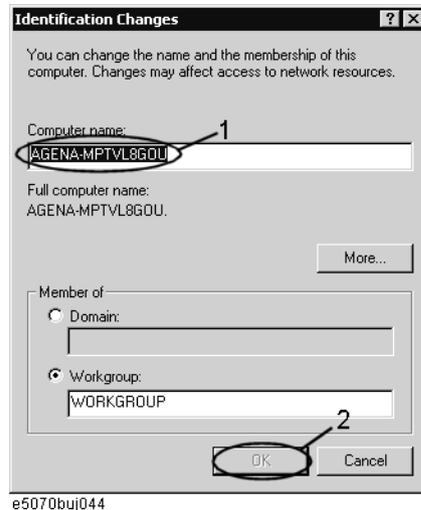 Identification Changes
You can change the name and the membership of this
computer. Changes may affect access to network resources.
Computer name:
1
AGENA-MPTVL8GOU
Full computer name:
AGENA-MPTVL8GOU.
More...
Member of
Domain:
Workgroup:
WORKGROUP
2
OK
Cancel
e5070buj044